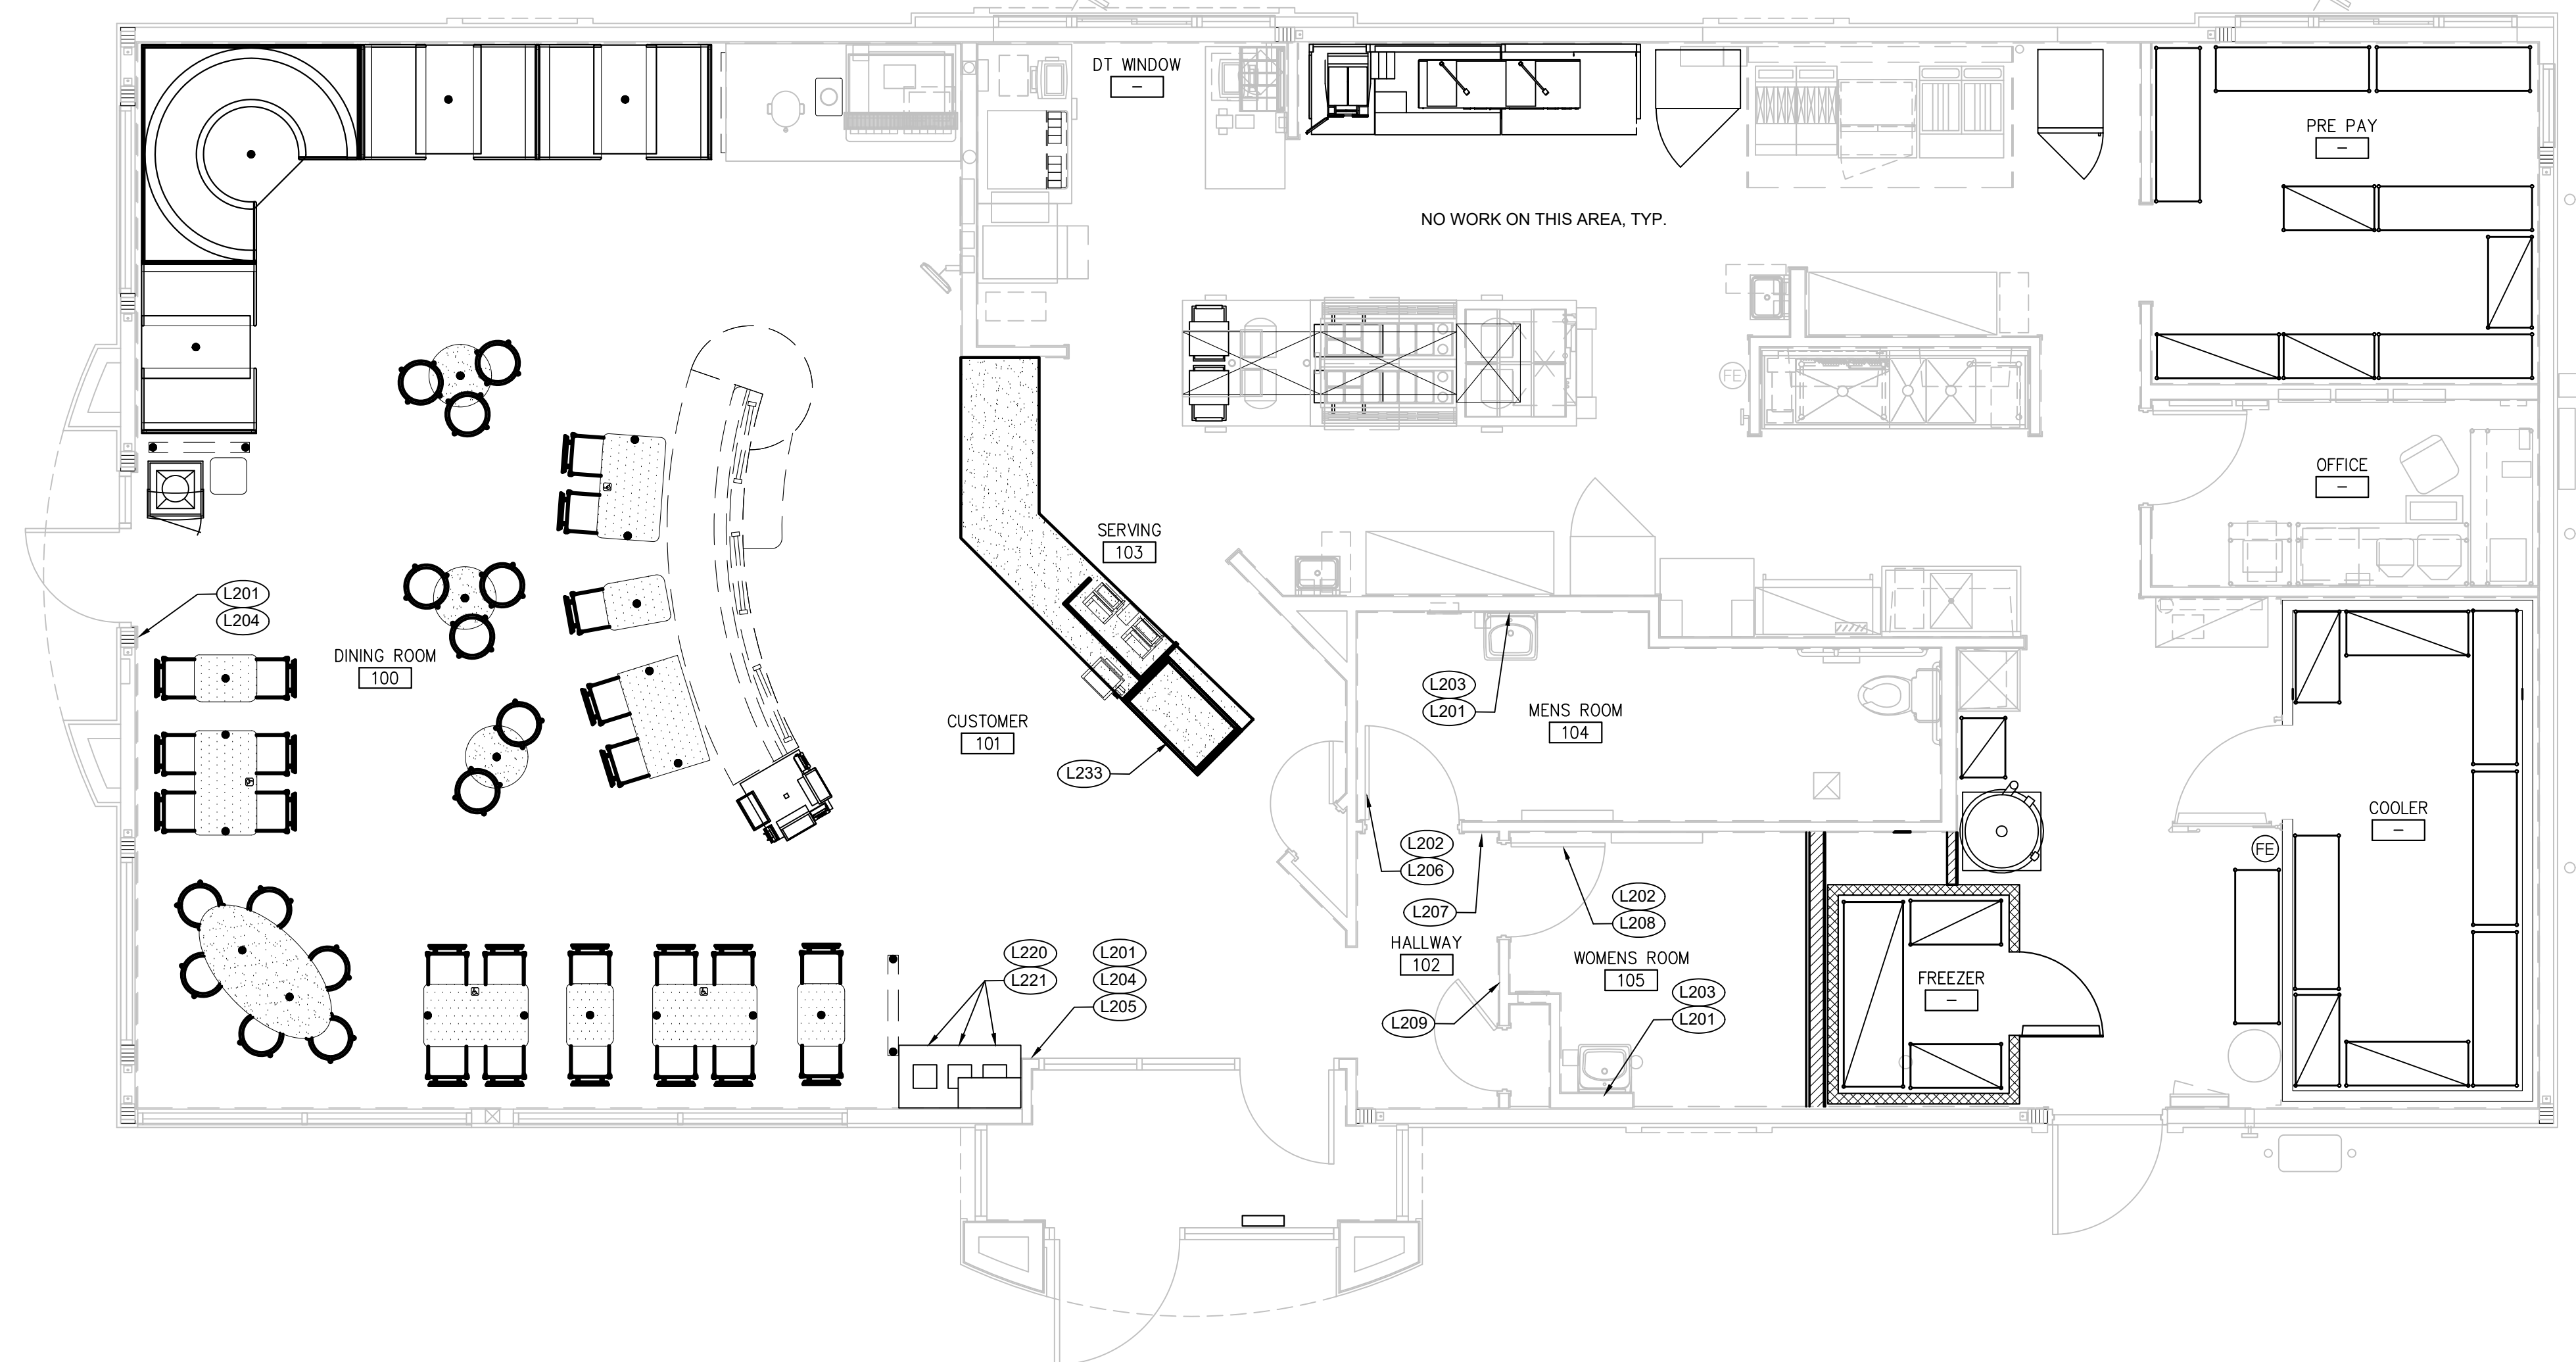 DT WINDOW
–
PRE PAY
–
NO WORK ON THIS AREA, TYP.
FE
OFFICE
–
SERVING
103
L201
L204
DINING ROOM
100
L203
L201
MENS ROOM
104
CUSTOMER
101
L233
COOLER
–
FE
L202
L206
L207
L202
L208
HALLWAY
102
WOMENS ROOM
105
L220
L221
L201
L204
L205
FREEZER
–
L203
L201
L209